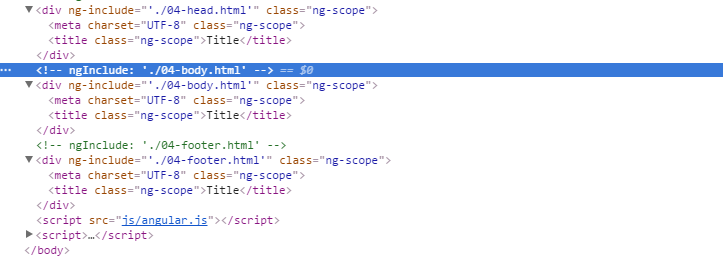 ▼<div ng-include="'./04-head.html'" class="ng-scope">
<meta charset="UTF-8" class="ng-scope">
<title class="ng-scope">Title</title>
</div>
… <!-- ngInclude: './04-body.html' --> == $0
▼<div ng-include="'./04-body.html'" class="ng-scope">
<meta charset="UTF-8" class="ng-scope">
<title class="ng-scope">Title</title>
</div>
<!-- ngInclude: './04-footer.html' -->
▼<div ng-include="'./04-footer.html'" class="ng-scope">
<meta charset="UTF-8" class="ng-scope">
<title class="ng-scope">Title</title>
</div>
<script src="js/angular.js"></script>
▶<script>…</script>
</body>